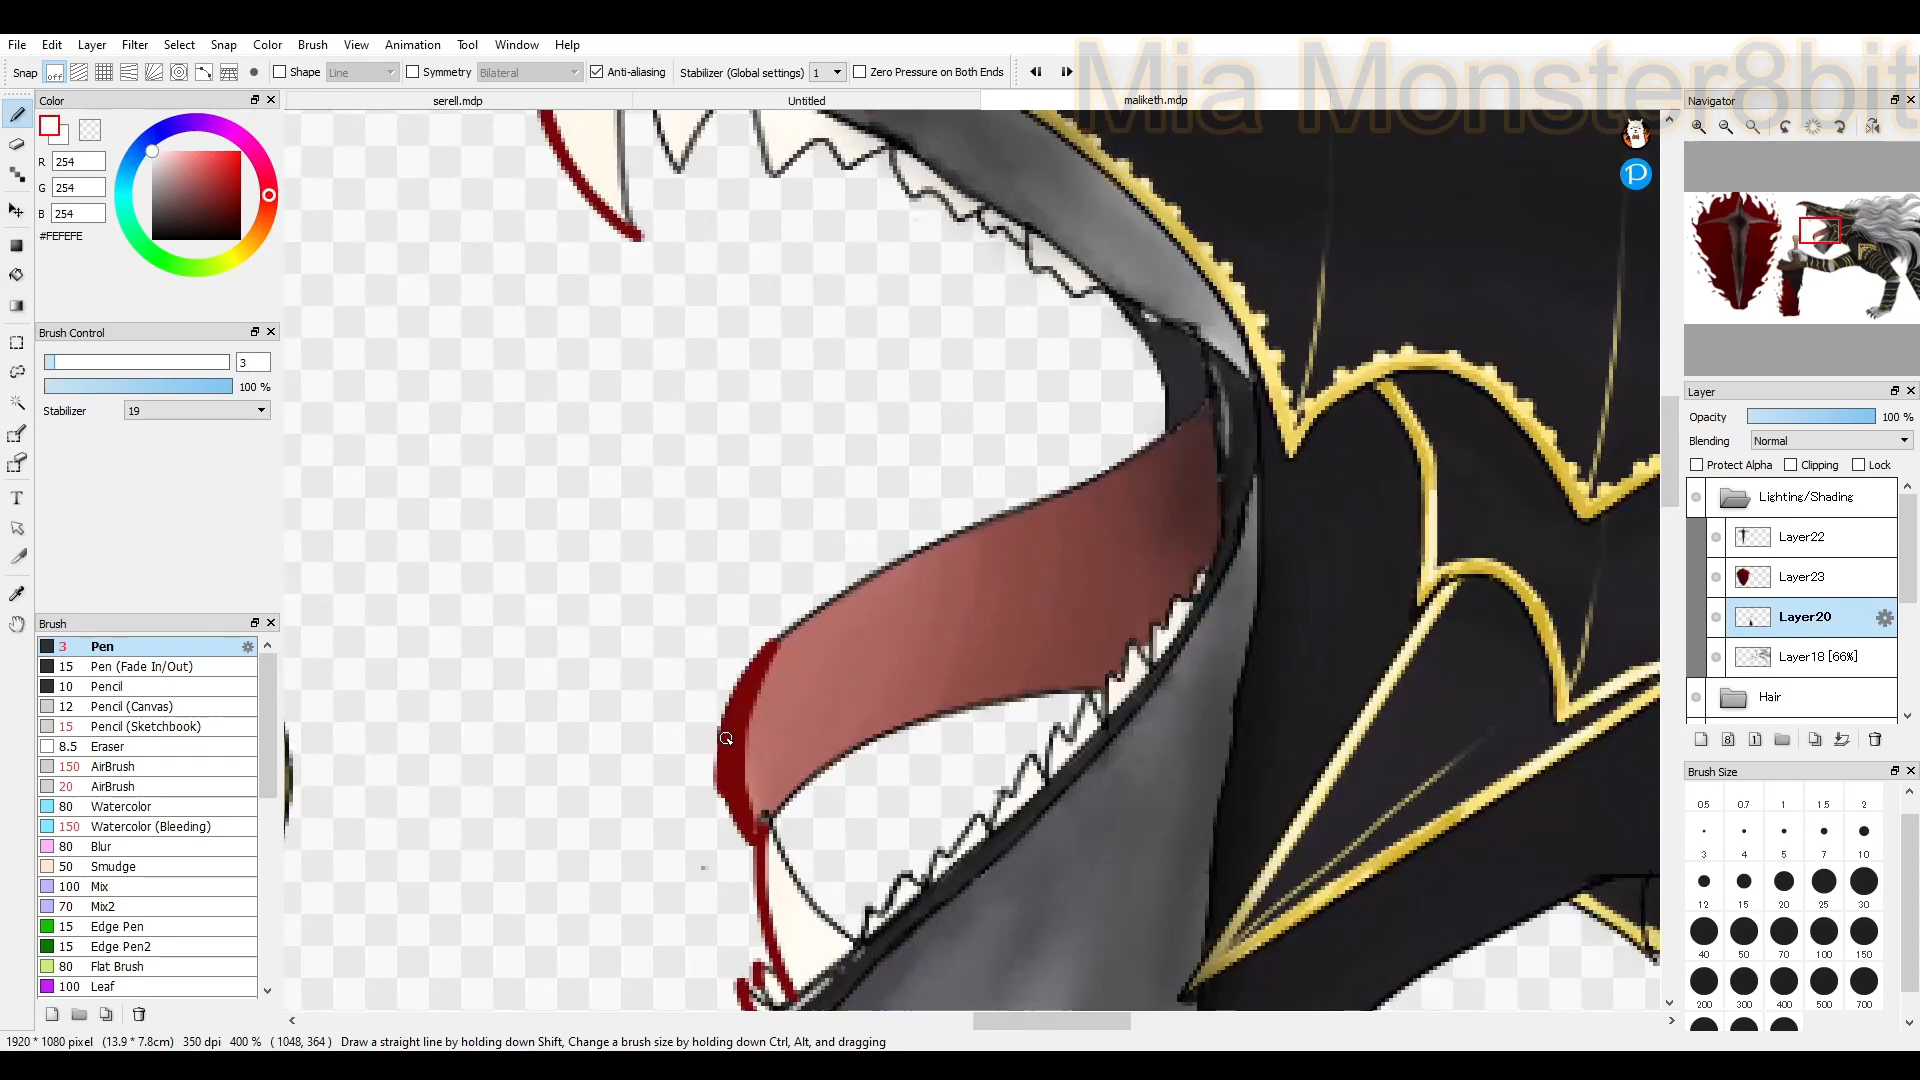 Mia Monster8bit
File Edit Layer Filter Select Snap Color Brush View Animation Tool Window Help
Snap off Shape Line Symmetry Bilateral Anti-aliasing Stabilizer (Global settings) 1 Zero Pressure on Both Ends
Color serell.mdp Untitled maliketh.mdp Navigator
R 254
G 254
B 254
#FEFEFE
P
Brush Control
3
100 %
Stabilizer 19
Layer
Opacity 100 %
Blending Normal
Protect Alpha Clipping Lock
Lighting/Shading
Layer22
Layer23
Layer20
Layer18 [66%]
Hair
Brush
3 Pen
15 Pen (Fade In/Out)
10 Pencil
12 Pencil (Canvas)
15 Pencil (Sketchbook)
8.5 Eraser
150 AirBrush
20 AirBrush
80 Watercolor
150 Watercolor (Bleeding)
80 Blur
50 Smudge
100 Mix
70 Mix2
15 Edge Pen
15 Edge Pen2
80 Flat Brush
100 Leaf
8 1
Brush Size
0.5 0.7 1 1.5 2
3 4 5 7 10
12 15 20 25 30
40 50 70 100 150
200 300 400 500 700
T
1920 * 1080 pixel (13.9 * 7.8cm) 350 dpi 400 % ( 1048, 364 ) Draw a straight line by holding down Shift, Change a brush size by holding down Ctrl, Alt, and dragging